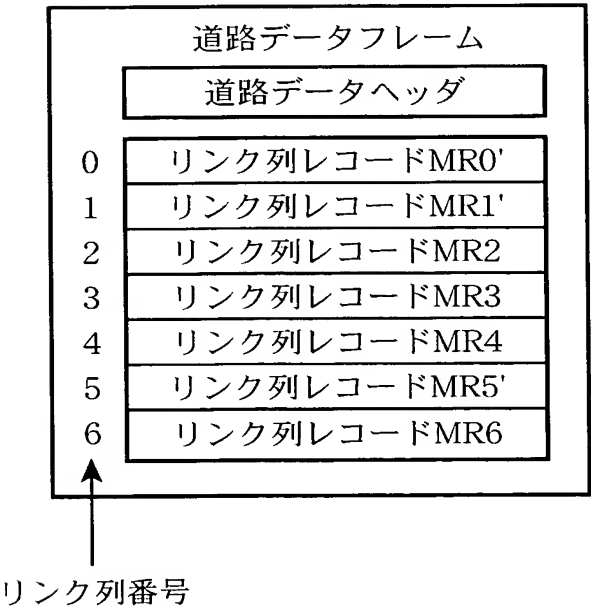 道路データフレーム
道路データヘッダ
0 リンク列レコードMR0'
1 リンク列レコードMR1'
2 リンク列レコードMR2
3 リンク列レコードMR3
4 リンク列レコードMR4
5 リンク列レコードMR5'
6 リンク列レコードMR6
リンク列番号